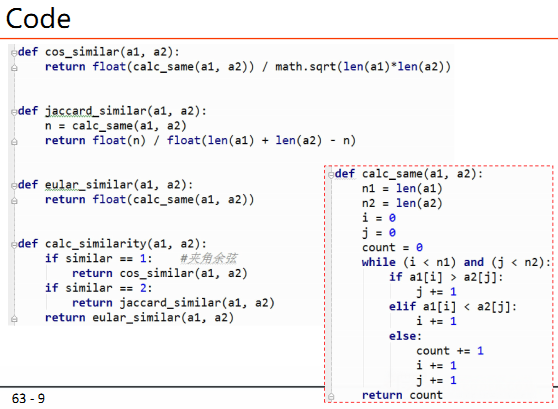 Code
def cos_similar(a1, a2):
    return float(calc_same(a1, a2)) / math.sqrt(len(a1)*len(a2))
def jaccard_similar(a1, a2):
    n = calc_same(a1, a2)
    return float(n) / float(len(a1) + len(a2) - n)
def eular_similar(a1, a2):
    return float(calc_same(a1, a2))
def calc_similarity(a1, a2):
    if similar == 1:    #夹角余弦
        return cos_similar(a1, a2)
    if similar == 2:
        return jaccard_similar(a1, a2)
    return eular_similar(a1, a2)
def calc_same(a1, a2):
    n1 = len(a1)
    n2 = len(a2)
    i = 0
    j = 0
    count = 0
    while (i < n1) and (j < n2):
        if a1[i] > a2[j]:
            j += 1
        elif a1[i] < a2[j]:
            i += 1
        else:
            count += 1
            i += 1
            j += 1
    return count
63 - 9